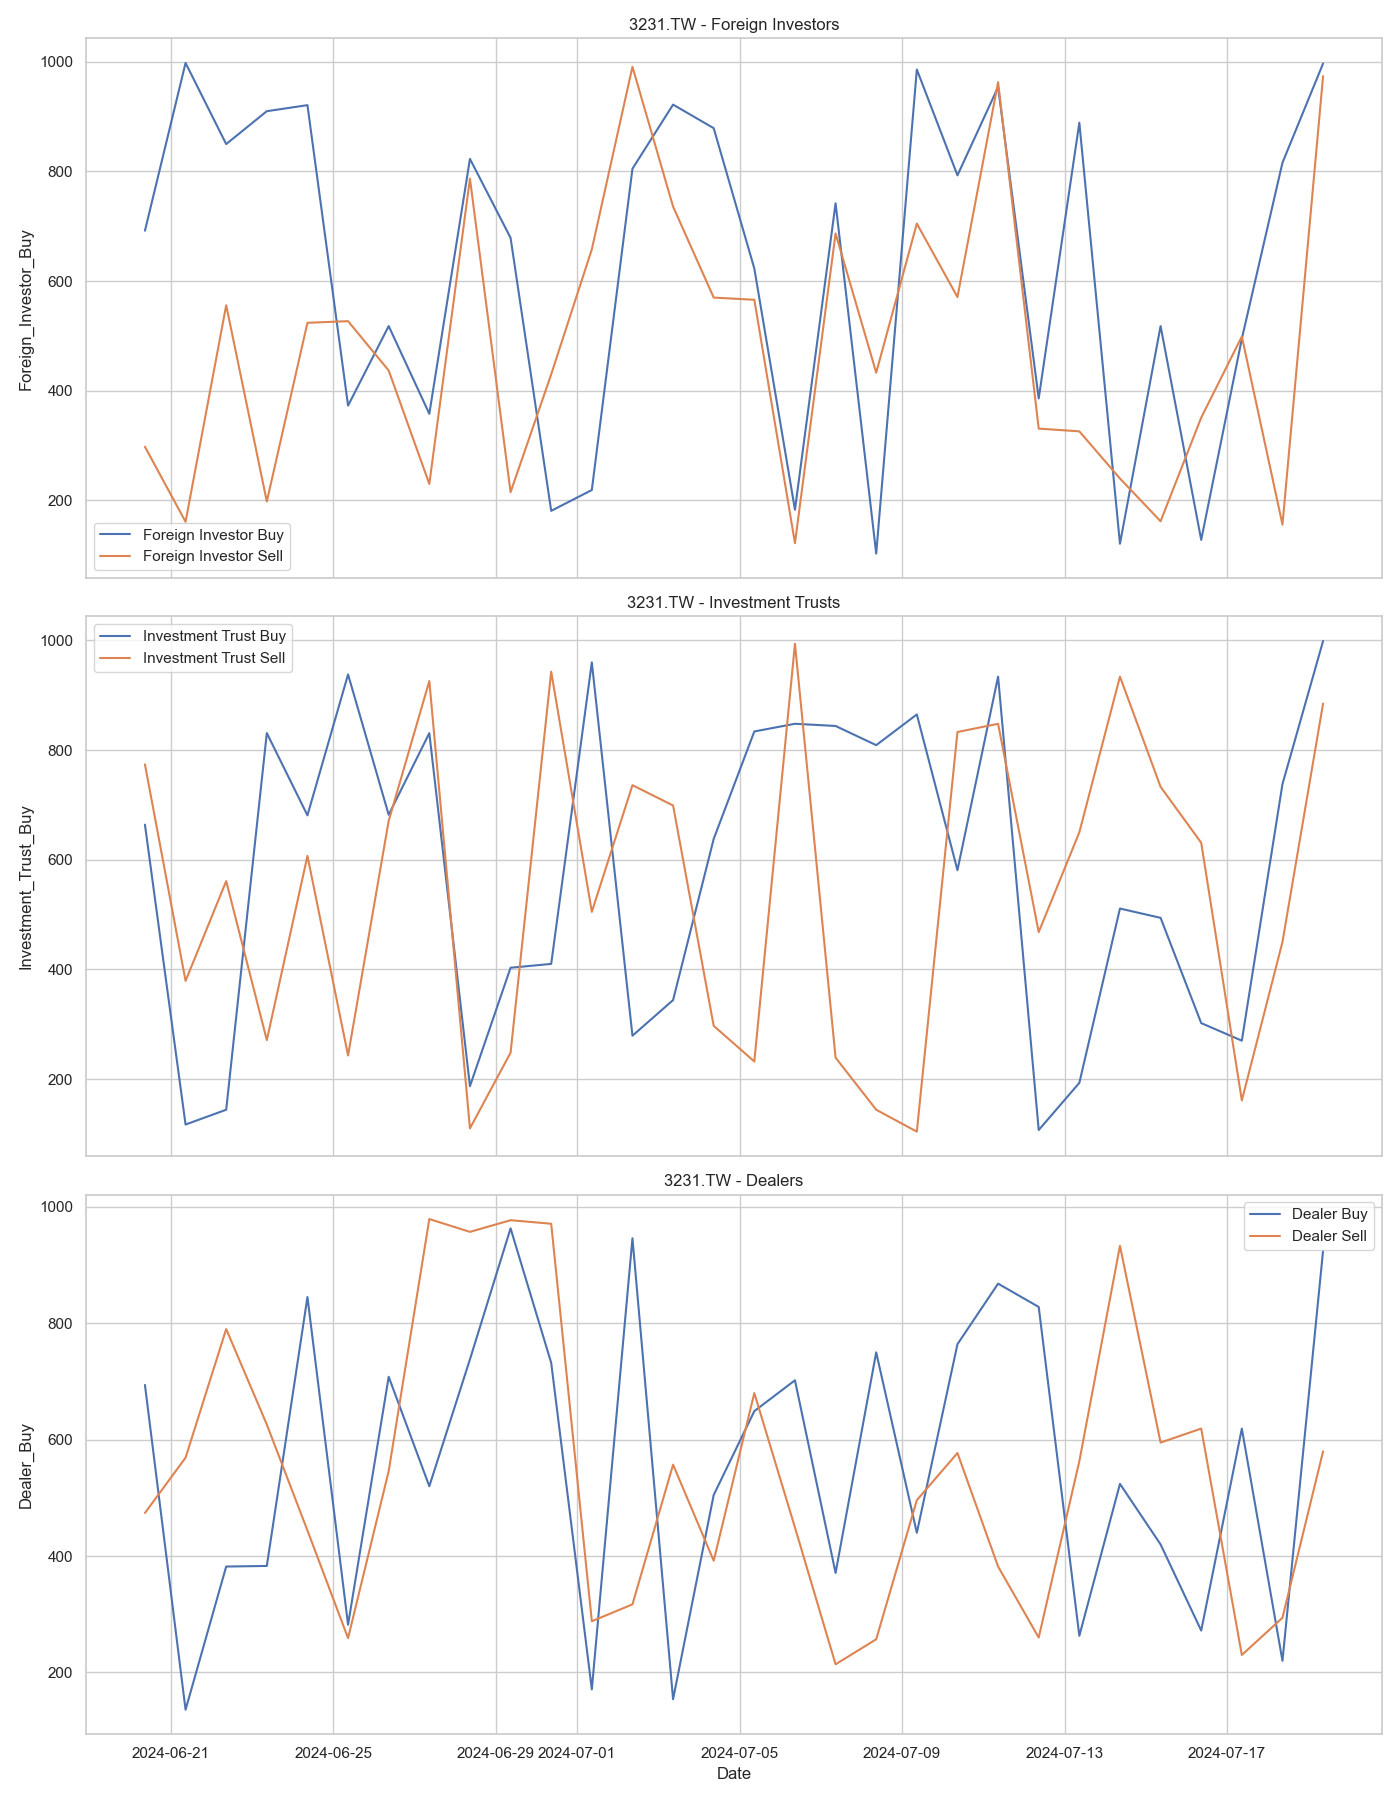 3231.TW - Foreign Investors
1000
800
600
400
200
Foreign_Investor_Buy
Foreign Investor Buy
Foreign Investor Sell
3231.TW - Investment Trusts
Investment Trust Buy
Investment Trust Sell
1000
800
600
400
200
Investment_Trust_Buy
3231.TW - Dealers
Dealer Buy
Dealer Sell
1000
800
600
400
200
Dealer_Buy
2024-06-21 2024-06-25 2024-06-29 2024-07-01 2024-07-05 2024-07-09 2024-07-13 2024-07-17
Date